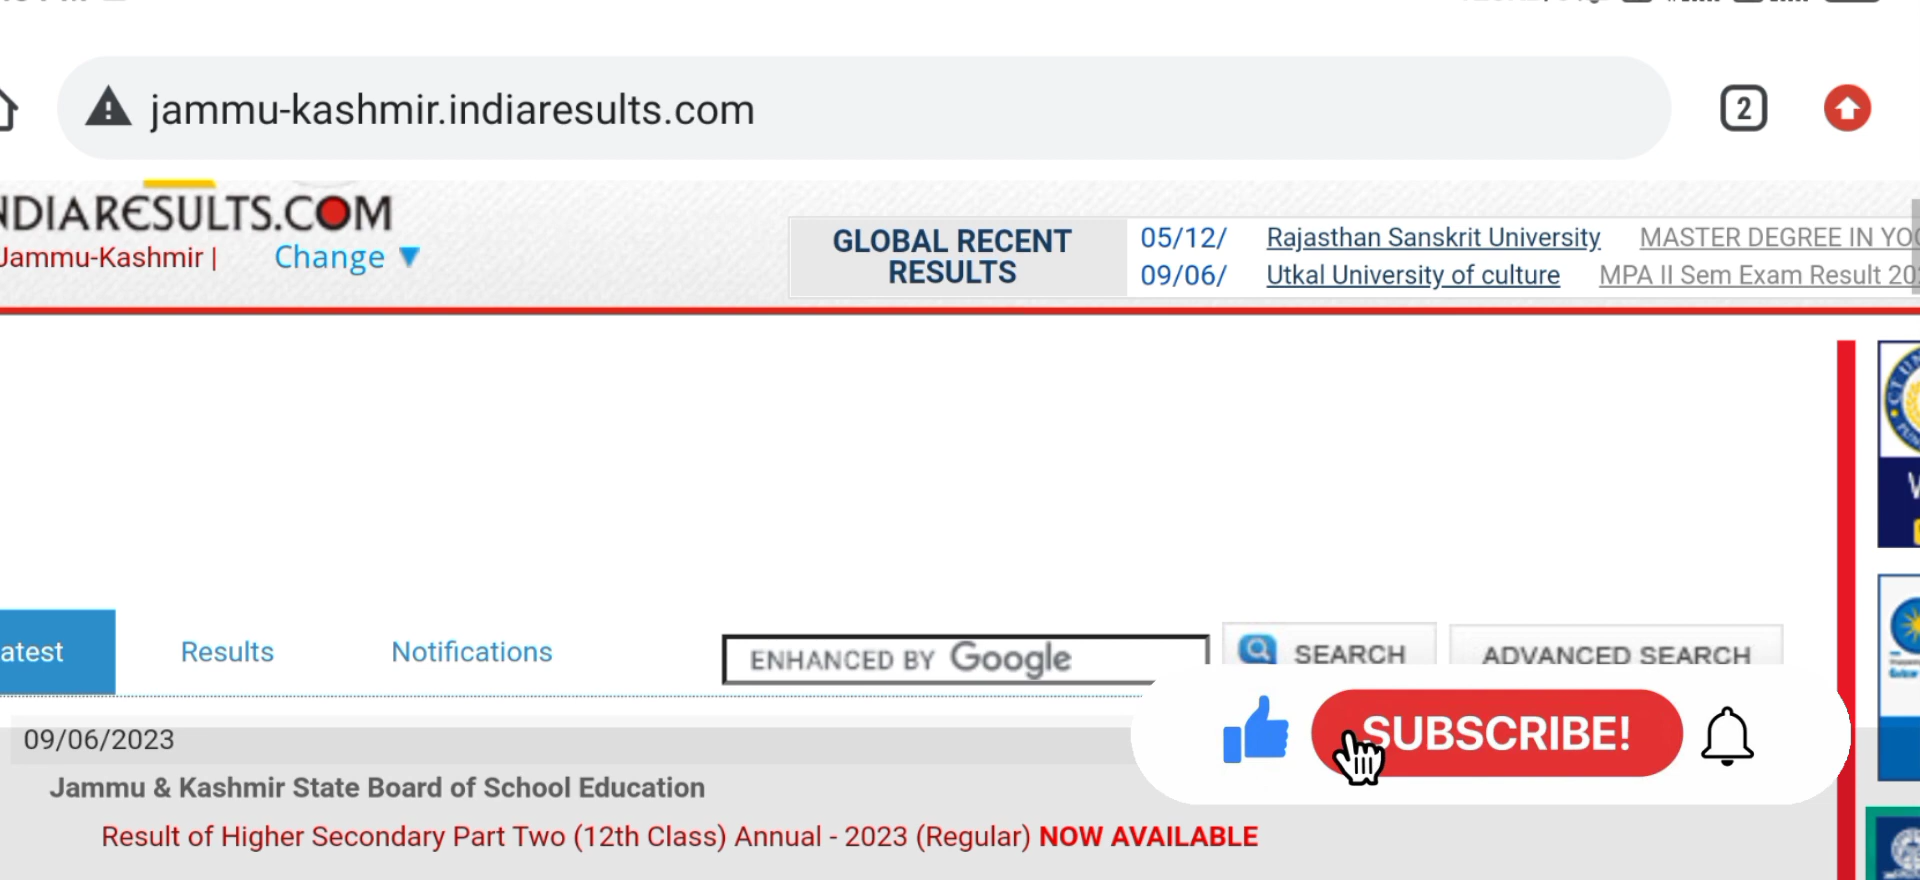 jammu-kashmir.indiaresults.com
2
NDIARESULTS.COM
Jammu-Kashmir |
Change ▼
GLOBAL RECENT
RESULTS
05/12/ Rajasthan Sanskrit University MASTER DEGREE IN YO
09/06/ Utkal University of culture MPA II Sem Exam Result 20
atest
Results
Notifications
ENHANCED BY Google
SEARCH
ADVANCED SEARCH
SUBSCRIBE!
09/06/2023
Jammu & Kashmir State Board of School Education
Result of Higher Secondary Part Two (12th Class) Annual - 2023 (Regular) NOW AVAILABLE